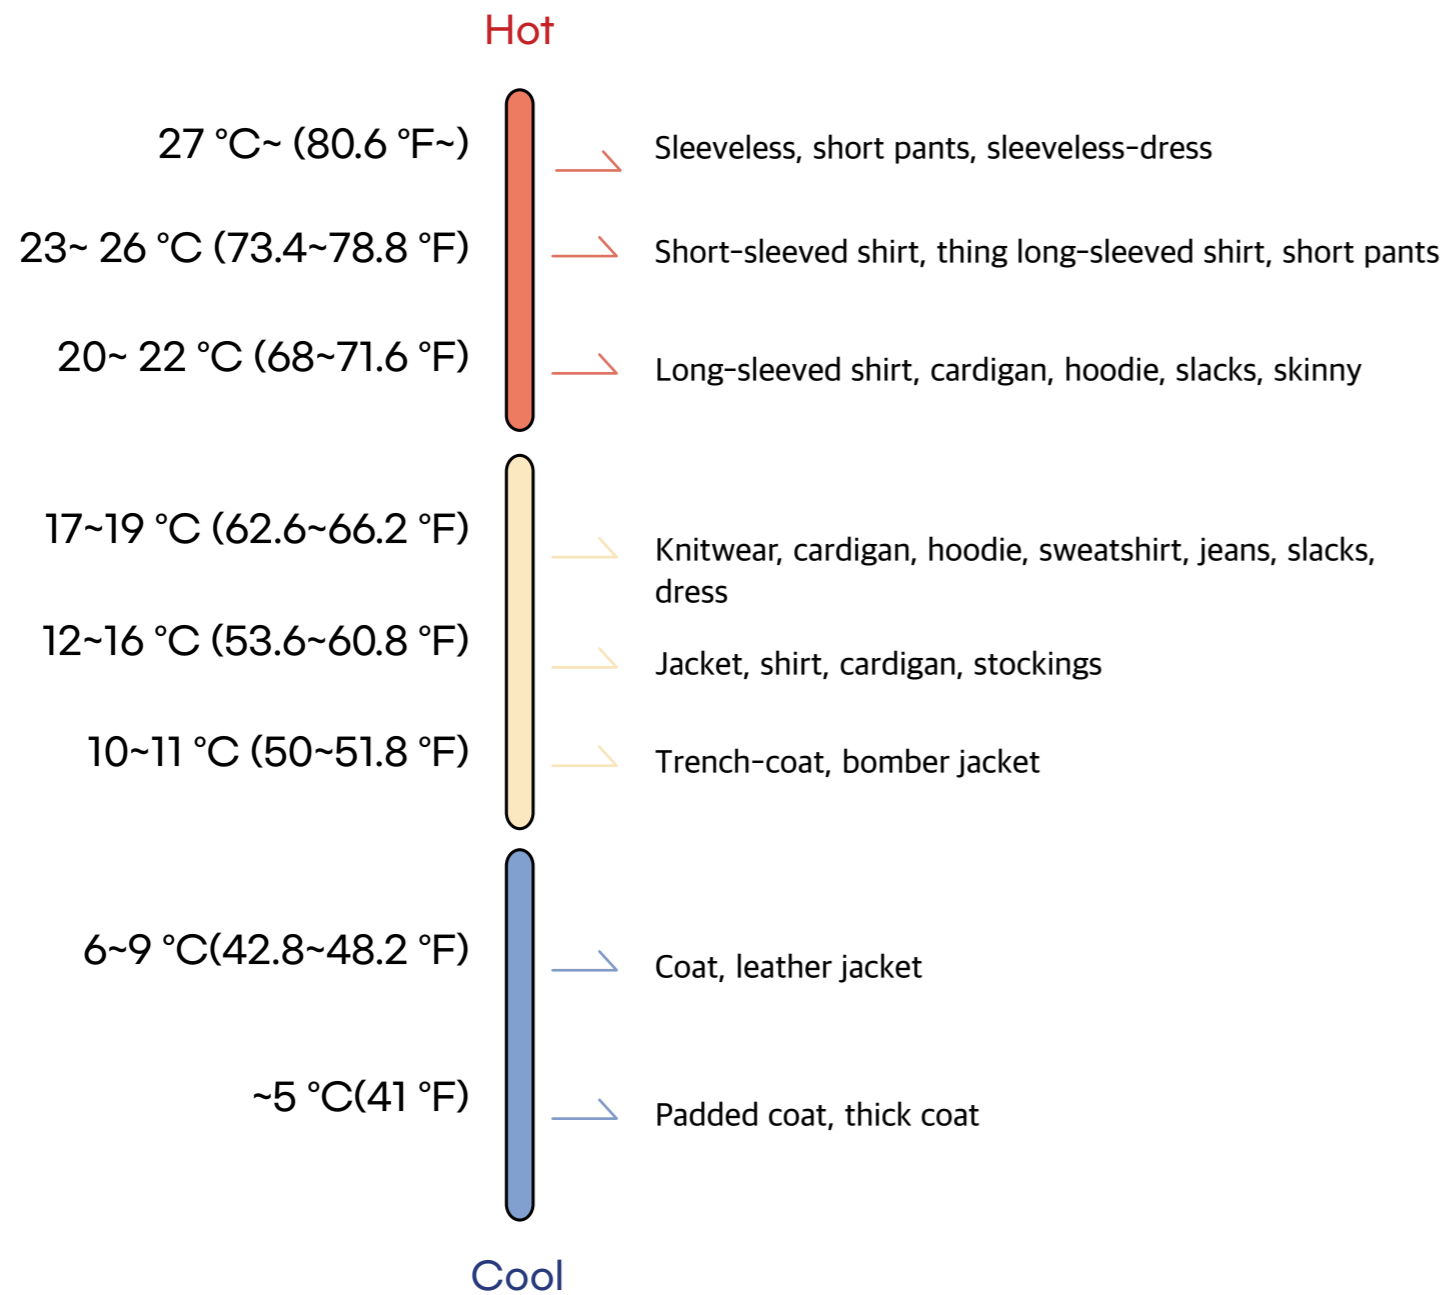 Hot
27 °C~ (80.6 °F~)
Sleeveless, short pants, sleeveless-dress
23~ 26 °C (73.4~78.8 °F)
Short-sleeved shirt, thing long-sleeved shirt, short pants
20~ 22 °C (68~71.6 °F)
Long-sleeved shirt, cardigan, hoodie, slacks, skinny
17~19 °C (62.6~66.2 °F)
Knitwear, cardigan, hoodie, sweatshirt, jeans, slacks,
dress
12~16 °C (53.6~60.8 °F)
Jacket, shirt, cardigan, stockings
10~11 °C (50~51.8 °F)
Trench-coat, bomber jacket
6~9 °C(42.8~48.2 °F)
Coat, leather jacket
~5 °C(41 °F)
Padded coat, thick coat
Cool